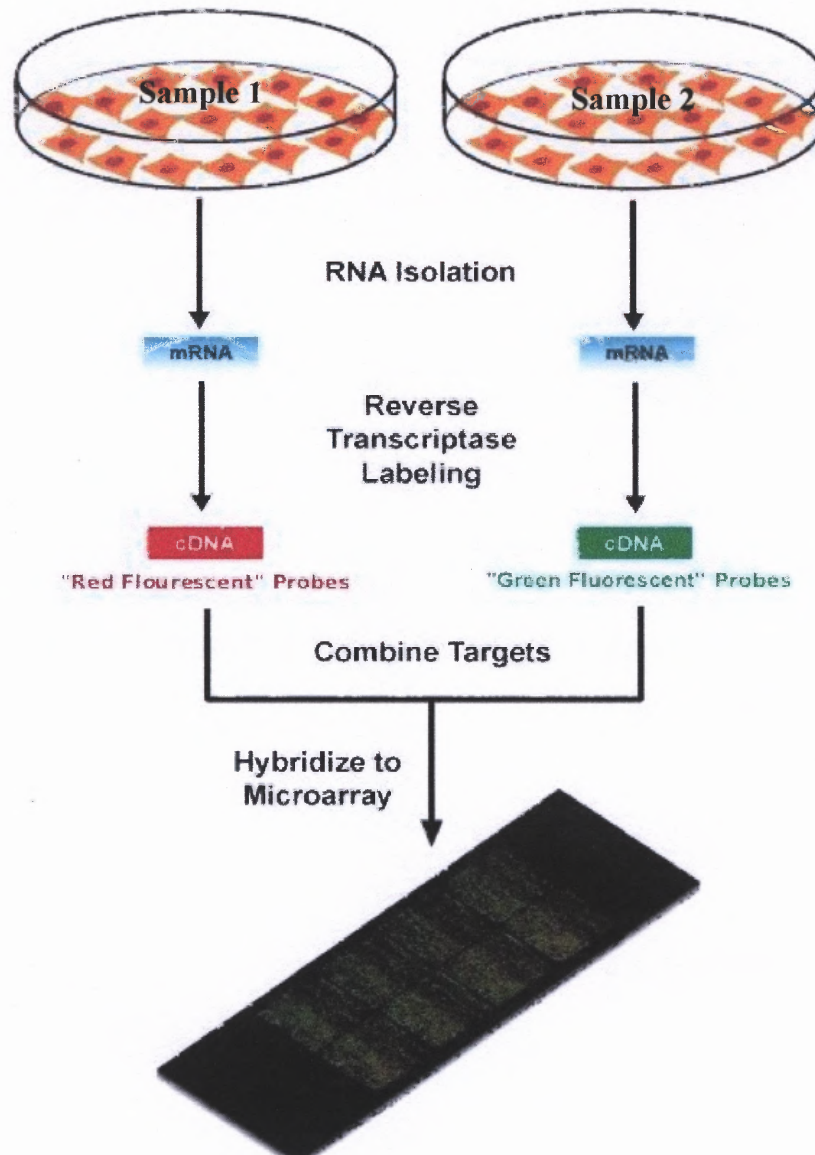 Sample 1
Sample 2
RNA Isolation
mRNA
mRNA
Reverse
Transcriptase
Labeling
cDNA
cDNA
"Red Flourescent" Probes
"Green Fluorescent" Probes
Combine Targets
Hybridize to
Microarray